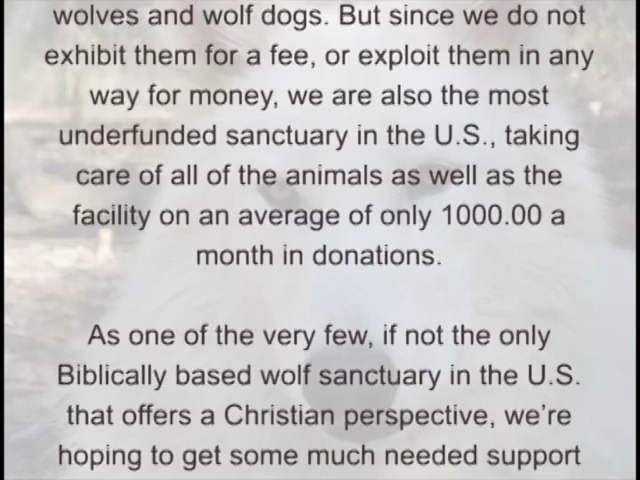 wolves and wolf dogs. But since we do not
exhibit them for a fee, or exploit them in any
way for money, we are also the most
underfunded sanctuary in the U.S., taking
care of all of the animals as well as the
facility on an average of only 1000.00 a
month in donations.
As one of the very few, if not the only
Biblically based wolf sanctuary in the U.S.
that offers a Christian perspective, we’re
hoping to get some much needed support